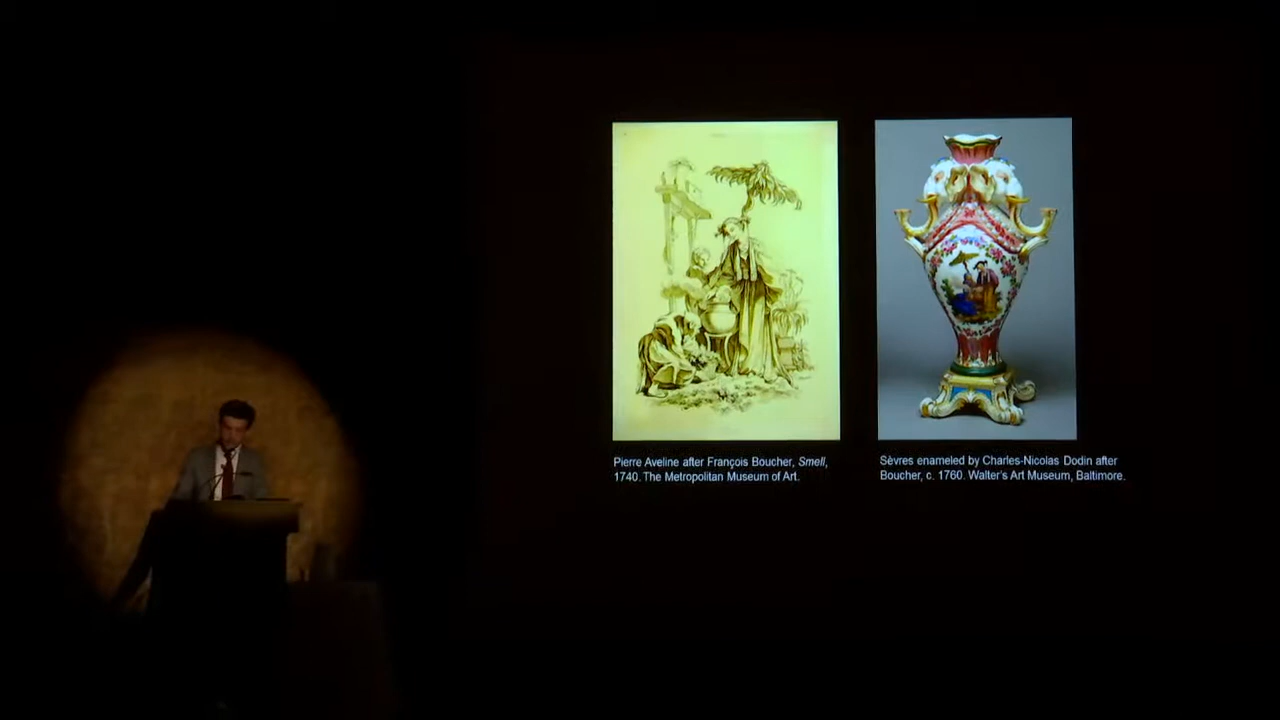 Pierre Aveline after François Boucher, Smell,
1740. The Metropolitan Museum of Art.
Sèvres enameled by Charles-Nicolas Dodin after
Boucher, c. 1760. Walter's Art Museum, Baltimore.